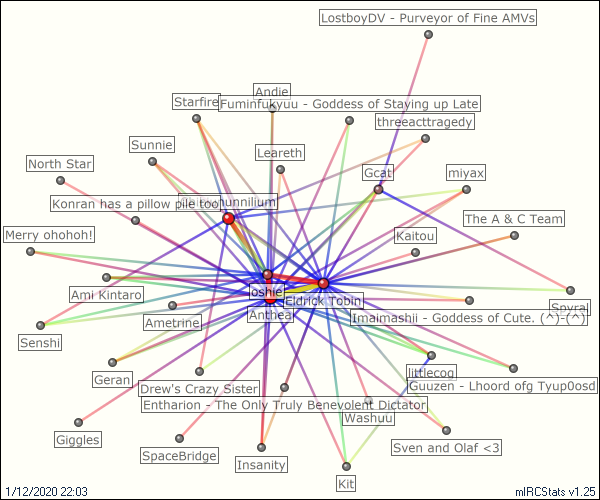 LostboyDV - Purveyor of Fine AMVs
Andie
Starfire
Fuminfukyuu - Goddess of Staying up Late
threeacttragedy
Sunnie
Leareth
North Star
Gcat
miyax
Konran has a pillow pile too
The A & C Team
Merry ohohoh!
Kaitou
Ami Kintaro
oshie
Eldrick Tobin
Spyral
Ametrine
Anthea
Imaimashii - Goddess of Cute. (^)-(^)
Senshi
Geran
littlecog
Drew's Crazy Sister
Guuzen - Lhoord ofg Tyup0osd
Entharion - The Only Truly Benevolent Dictator
Washuu
Giggles
SpaceBridge
Insanity
Sven and Olaf <3
Kit
1/12/2020 22:03
mIRCStats v1.25